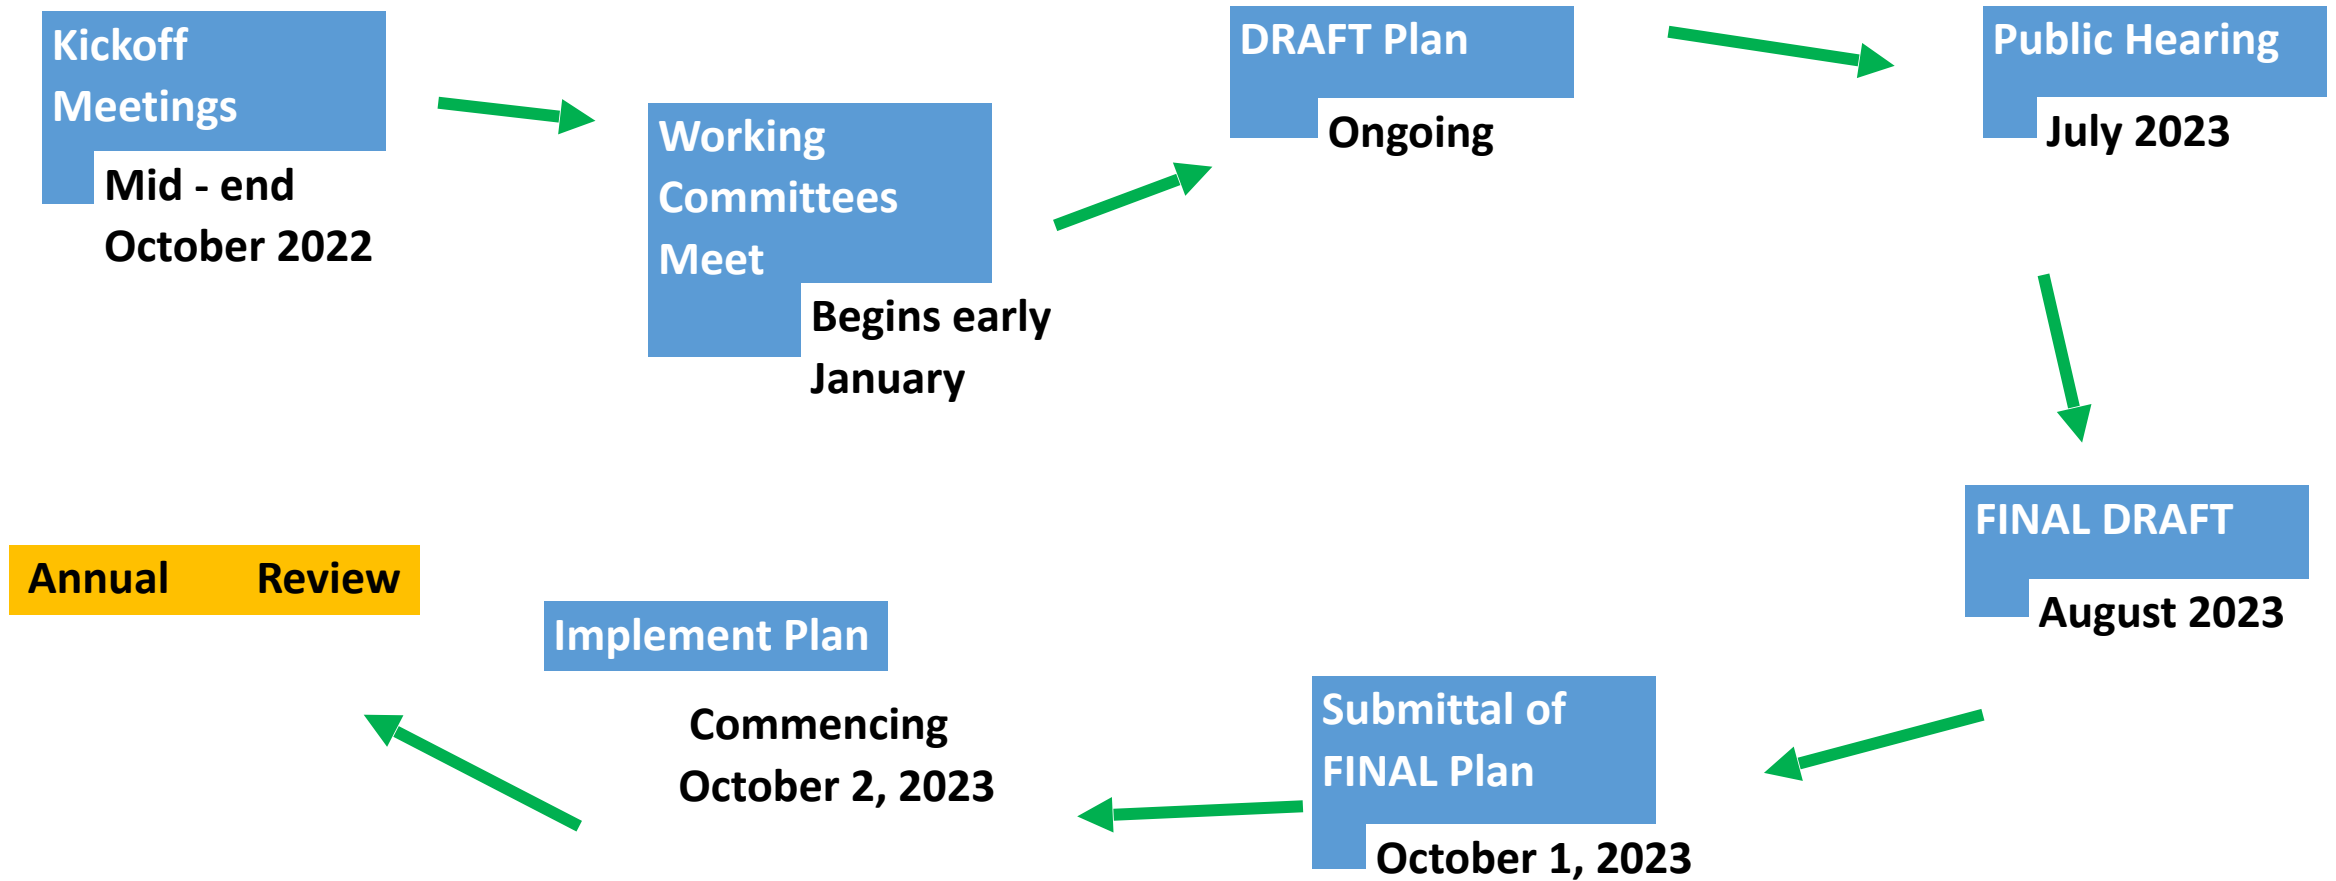 Kickoff
Meetings
Mid - end
October 2022
Working
Committees
Meet
Begins early
January
DRAFT Plan
Ongoing
Public Hearing
July 2023
FINAL DRAFT
August 2023
Submittal of
FINAL Plan
October 1, 2023
Implement Plan
Commencing
October 2, 2023
Annual Review